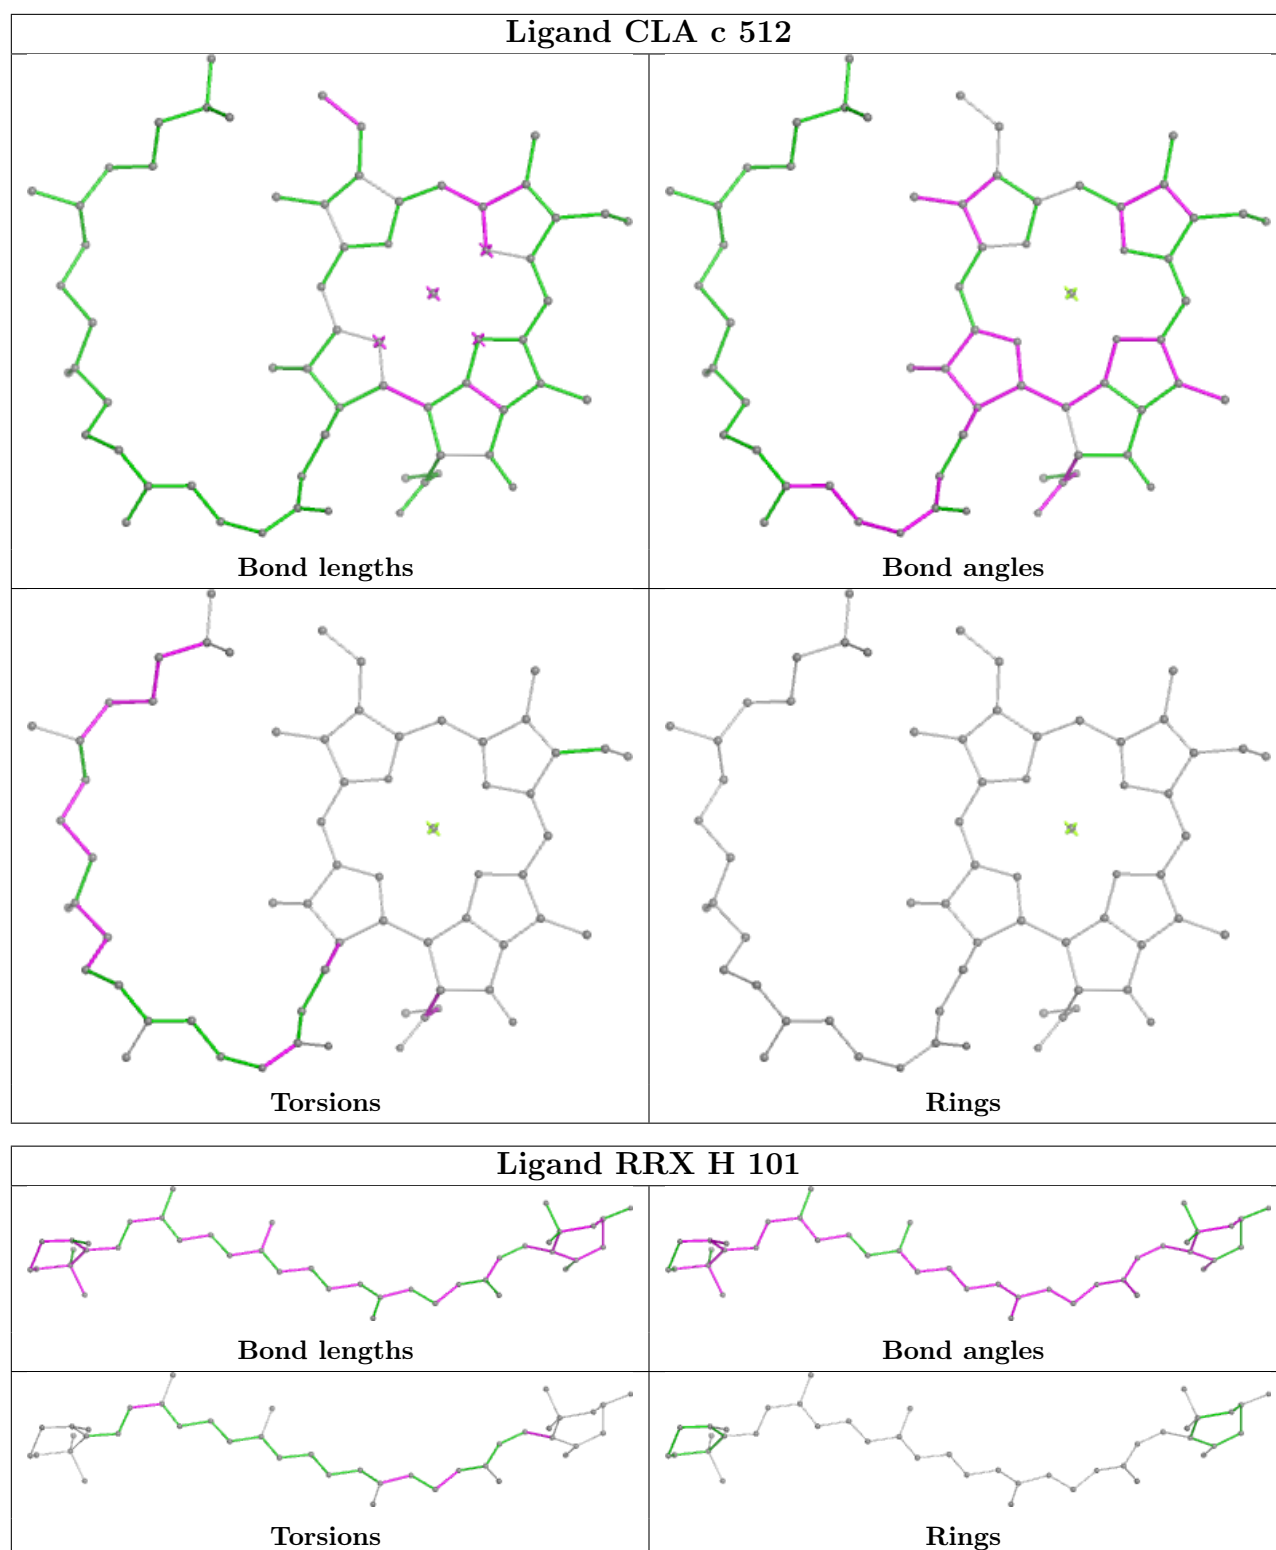 Ligand CLA c 512
Bond lengths
Bond angles
Torsions
Rings
Ligand RRX H 101
Bond lengths
Bond angles
Torsions
Rings